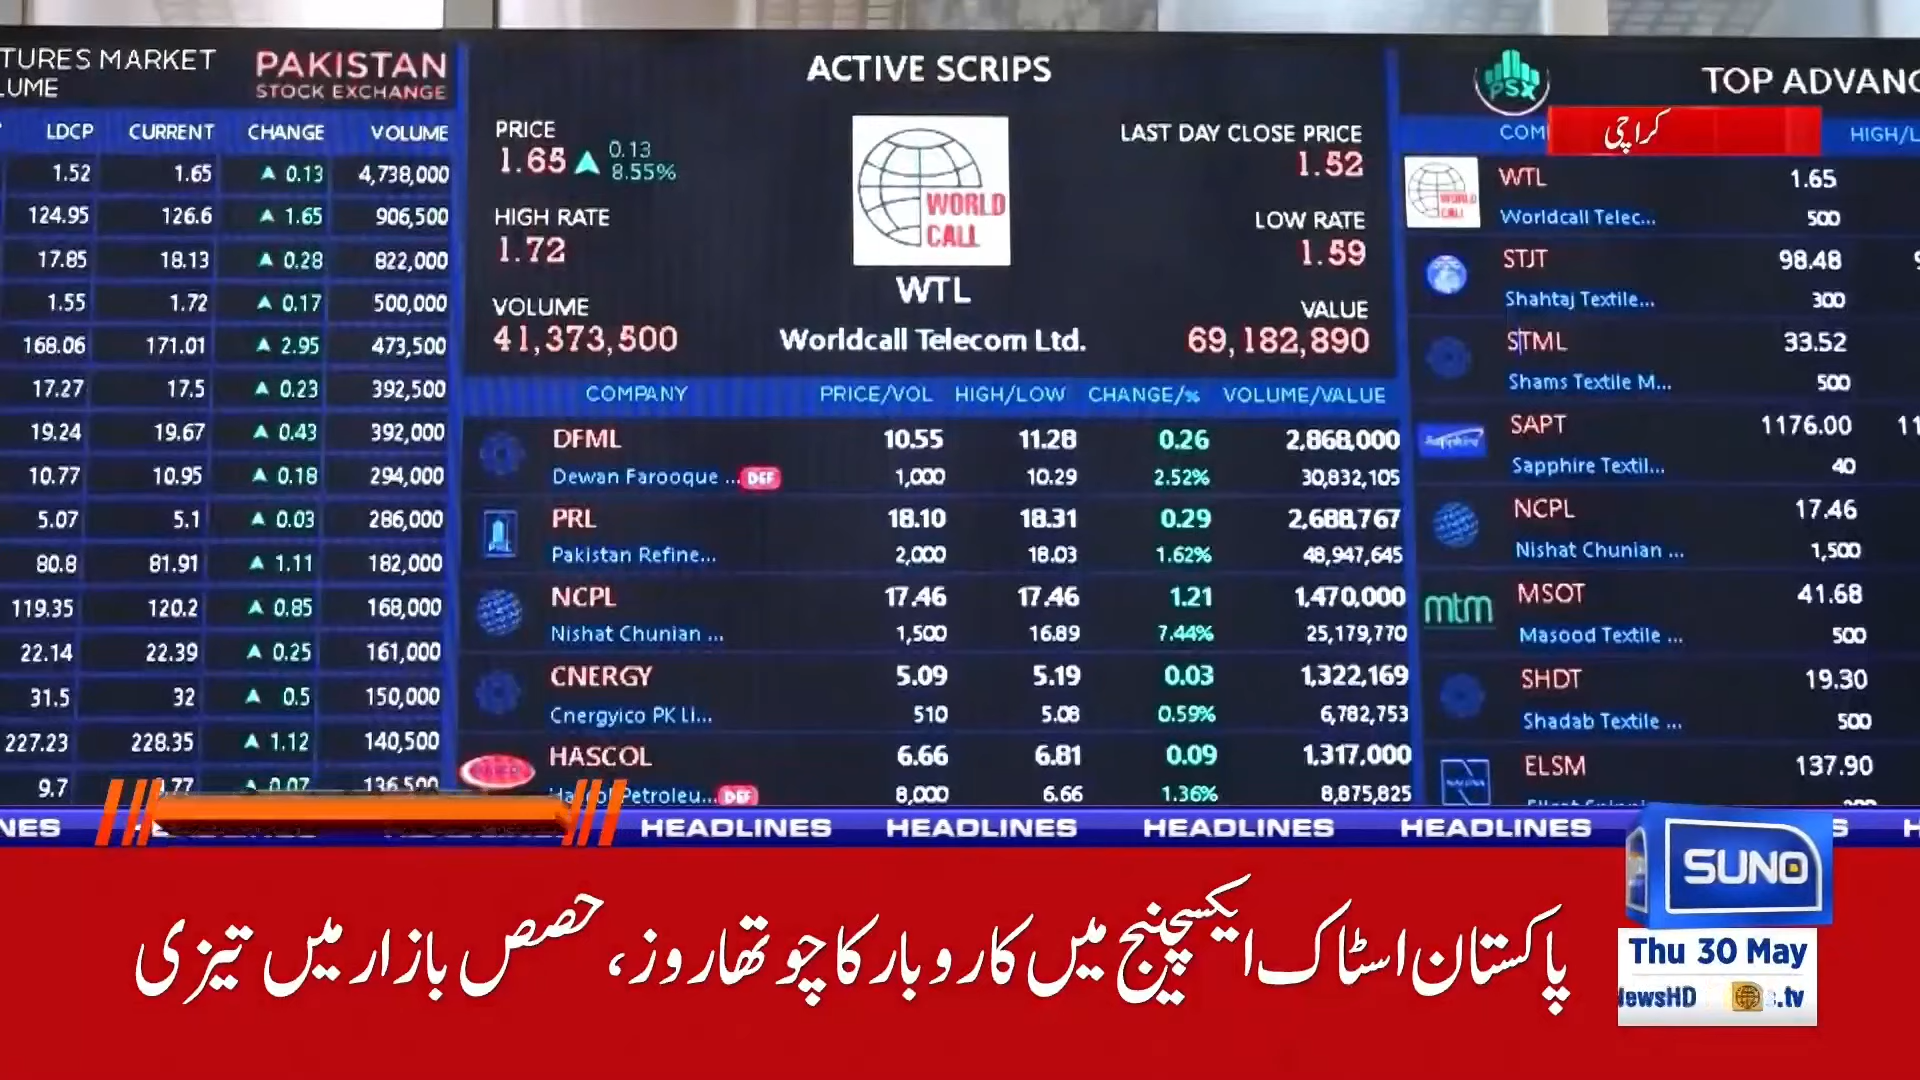 TURES MARKET
LUME
PAKISTAN
STOCK EXCHANGE
LDCP CURRENT CHANGE VOLUME
1.52 1.65 ▲ 0.13 4,738,000
124.95 126.6 ▲ 1.65 906,500
17.85 18.13 ▲ 0.28 822,000
1.55 1.72 ▲ 0.17 500,000
168.06 171.01 ▲ 2.95 473,500
17.27 17.5 ▲ 0.23 392,500
19.24 19.67 ▲ 0.43 392,000
10.77 10.95 ▲ 0.18 294,000
5.07 5.1 ▲ 0.03 286,000
80.8 81.91 ▲ 1.11 182,000
119.35 120.2 ▲ 0.85 168,000
22.14 22.39 ▲ 0.25 161,000
31.5 32 ▲ 0.5 150,000
227.23 228.35 ▲ 1.12 140,500
9.7 ▲ 0.07 136,500
ACTIVE SCRIPS
PRICE
1.65 ▲ 0.13
8.55%
HIGH RATE
1.72
VOLUME
41,373,500
WORLD
CALL
WTL
Worldcall Telecom Ltd.
LAST DAY CLOSE PRICE
1.52
LOW RATE
1.59
VALUE
69,182,890
COMPANY PRICE/VOL HIGH/LOW CHANGE/% VOLUME/VALUE
DFML 10.55 11.28 0.26 2,868,000
Dewan Farooque ... DEF 1,000 10.29 2.52% 30,832,105
PRL 18.10 18.31 0.29 2,688,767
Pakistan Refine... 2,000 18.03 1.62% 48,947,645
NCPL 17.46 17.46 1.21 1,470,000
Nishat Chunian ... 1,500 16.89 7.44% 25,179,770
CNERGY 5.09 5.19 0.03 1,322,169
Cnergyico PK Li... 510 5.08 0.59% 6,782,753
HASCOL 6.66 6.81 0.09 1,317,000
Hascol Petroleu... DEF 8,000 6.66 1.36% 8,875,825
PSX
TOP ADVANC
COM HIGH/L
کراچی
WTL 1.65
Worldcall Telec... 500
STJT 98.48
Shahtaj Textile... 300
STML 33.52
Shams Textile M... 500
SAPT 1176.00
Sapphire Textil... 40
NCPL 17.46
Nishat Chunian ... 1,500
mtm
MSOT 41.68
Masood Textile ... 500
SHDT 19.30
Shadab Textile ... 500
ELSM 137.90
NES HEADLINES HEADLINES HEADLINES HEADLINES
SUNO
پاکستان اسٹاک ایکسچینج میں کاروبار کا چوتھا روز، حصص بازار میں تیزی
Thu 30 May
NewsHD .tv